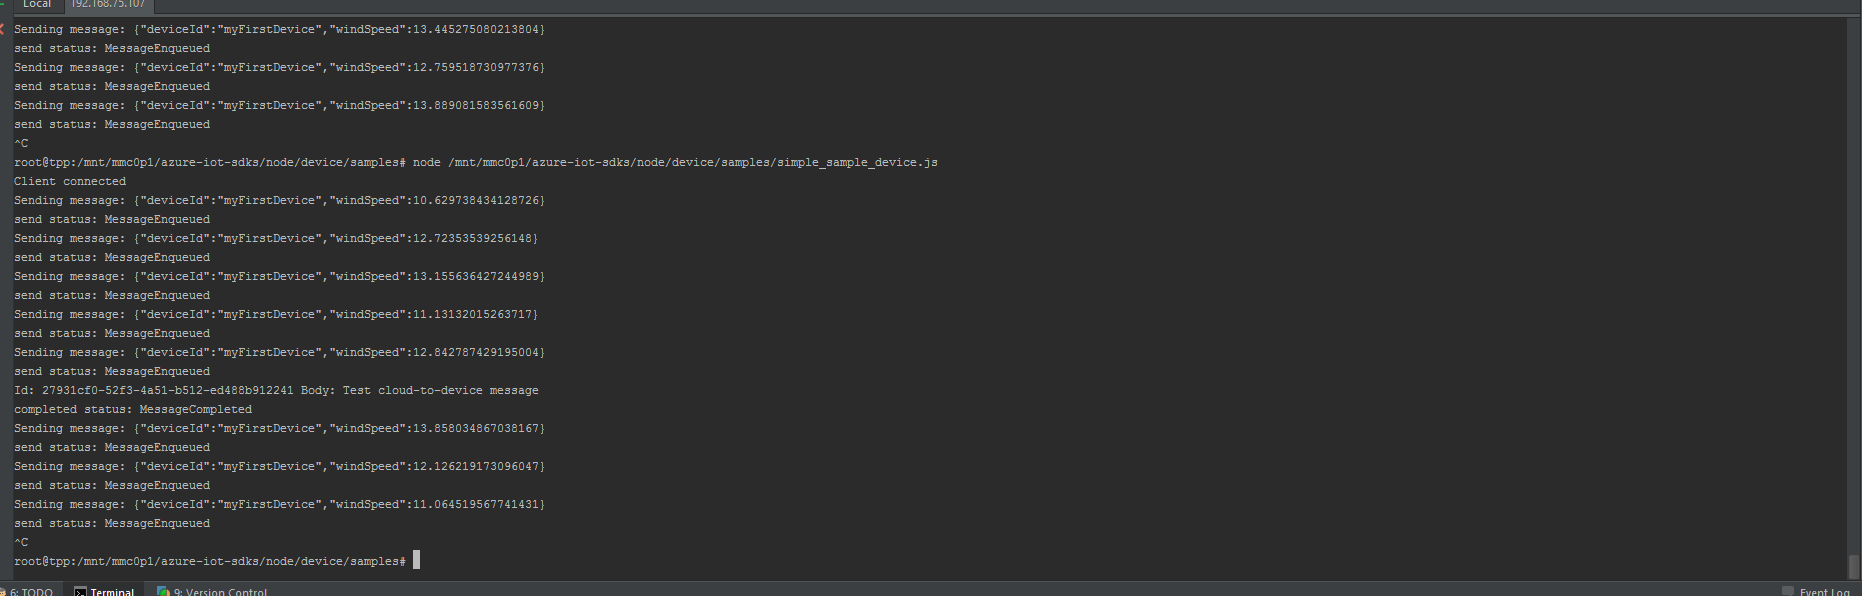 Local 192.168.75.107
Sending message: {"deviceId":"myFirstDevice","windSpeed":13.445275080213804}
send status: MessageEnqueued
Sending message: {"deviceId":"myFirstDevice","windSpeed":12.759518730977376}
send status: MessageEnqueued
Sending message: {"deviceId":"myFirstDevice","windSpeed":13.889081583561609}
send status: MessageEnqueued
^C
root@tpp:/mnt/mmc0p1/azure-iot-sdks/node/device/samples# node /mnt/mmc0p1/azure-iot-sdks/node/device/samples/simple_sample_device.js
Client connected
Sending message: {"deviceId":"myFirstDevice","windSpeed":10.629738434128726}
send status: MessageEnqueued
Sending message: {"deviceId":"myFirstDevice","windSpeed":12.72353539256148}
send status: MessageEnqueued
Sending message: {"deviceId":"myFirstDevice","windSpeed":13.155636427244989}
send status: MessageEnqueued
Sending message: {"deviceId":"myFirstDevice","windSpeed":11.13132015263717}
send status: MessageEnqueued
Sending message: {"deviceId":"myFirstDevice","windSpeed":12.842787429195004}
send status: MessageEnqueued
Id: 27931cf0-52f3-4a51-b512-ed488b912241 Body: Test cloud-to-device message
completed status: MessageCompleted
Sending message: {"deviceId":"myFirstDevice","windSpeed":13.858034867038167}
send status: MessageEnqueued
Sending message: {"deviceId":"myFirstDevice","windSpeed":12.126219173096047}
send status: MessageEnqueued
Sending message: {"deviceId":"myFirstDevice","windSpeed":11.064519567741431}
send status: MessageEnqueued
^C
root@tpp:/mnt/mmc0p1/azure-iot-sdks/node/device/samples#
6: TODO Terminal 9: Version Control Event Log